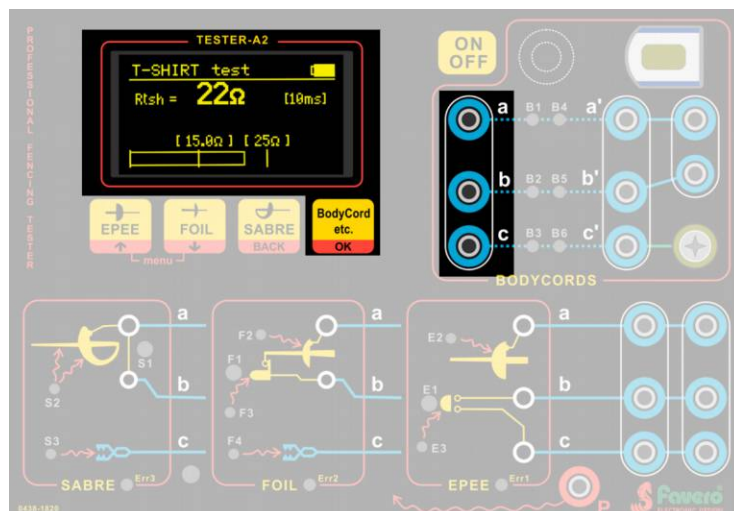 PROFESSIONAL FENCING TESTER
TESTER-A2
T-SHIRT test
Rtsh = 22Ω [10ms]
[15.0Ω] [25Ω]
EPEE
FOIL
SABRE
BACK
BodyCord
etc.
OK
menu
ON
OFF
a B1 B4 a'
b B2 B5 b'
c B3 B6 c'
BODYCORDS
S1
S2
S3
a
b
c
SABRE Err3
F2
F1
F3
F4
a
b
c
FOIL Err2
E2
E1
E3
a
b
c
EPEE Err1
P
Favero
0438-1820